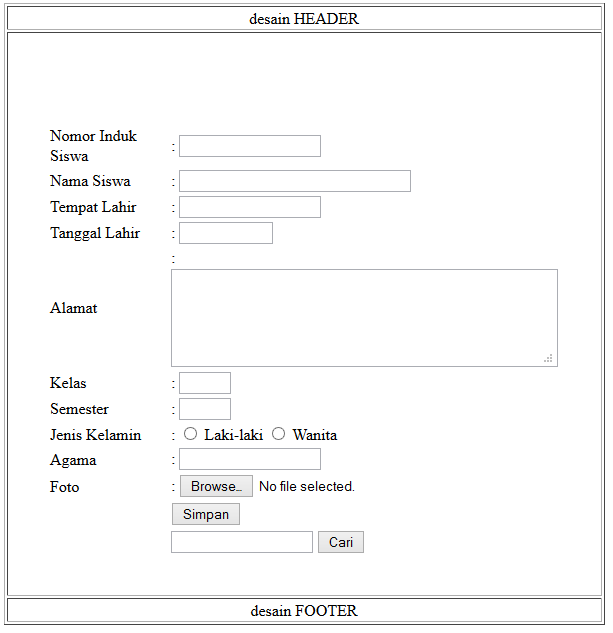 desain HEADER
Nomor Induk
Siswa :
Nama Siswa :
Tempat Lahir :
Tanggal Lahir :
:
Alamat
Kelas :
Semester :
Jenis Kelamin : Laki-laki Wanita
Agama :
Foto : Browse... No file selected.
Simpan
Cari
desain FOOTER